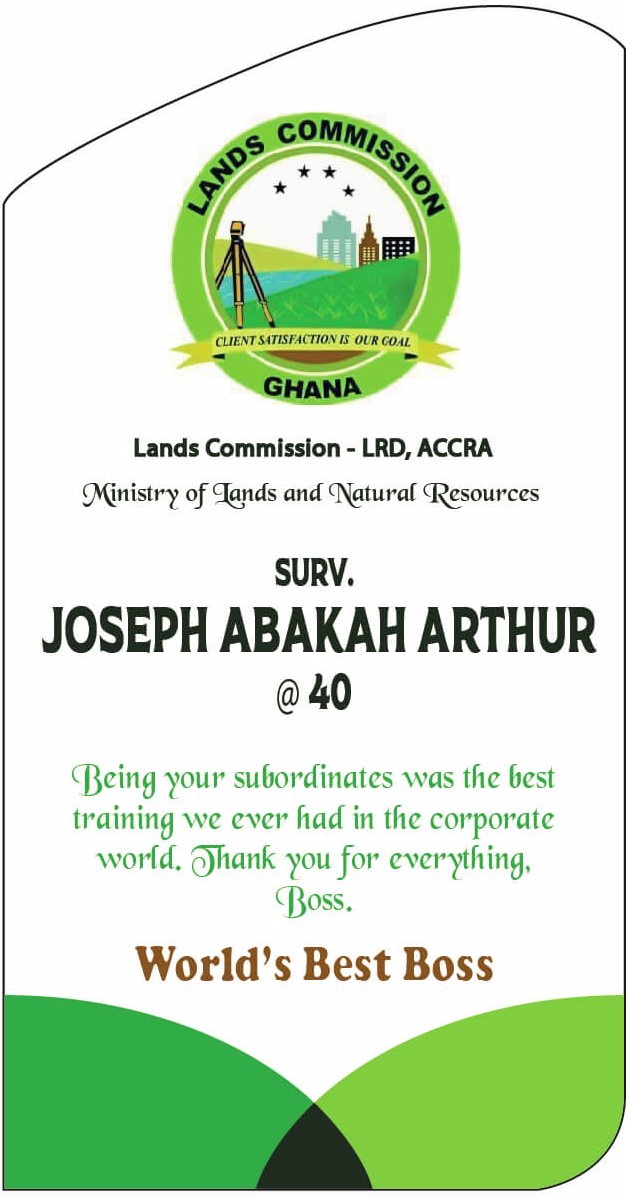 LANDS COMMISSION
CLIENT SATISFACTION IS OUR GOAL
GHANA
Lands Commission - LRD, ACCRA
Ministry of Lands and Natural Resources
SURV.
JOSEPH ABAKAH ARTHUR
@ 40
Being your subordinates was the best
training we ever had in the corporate
world. Thank you for everything,
Boss.
World's Best Boss